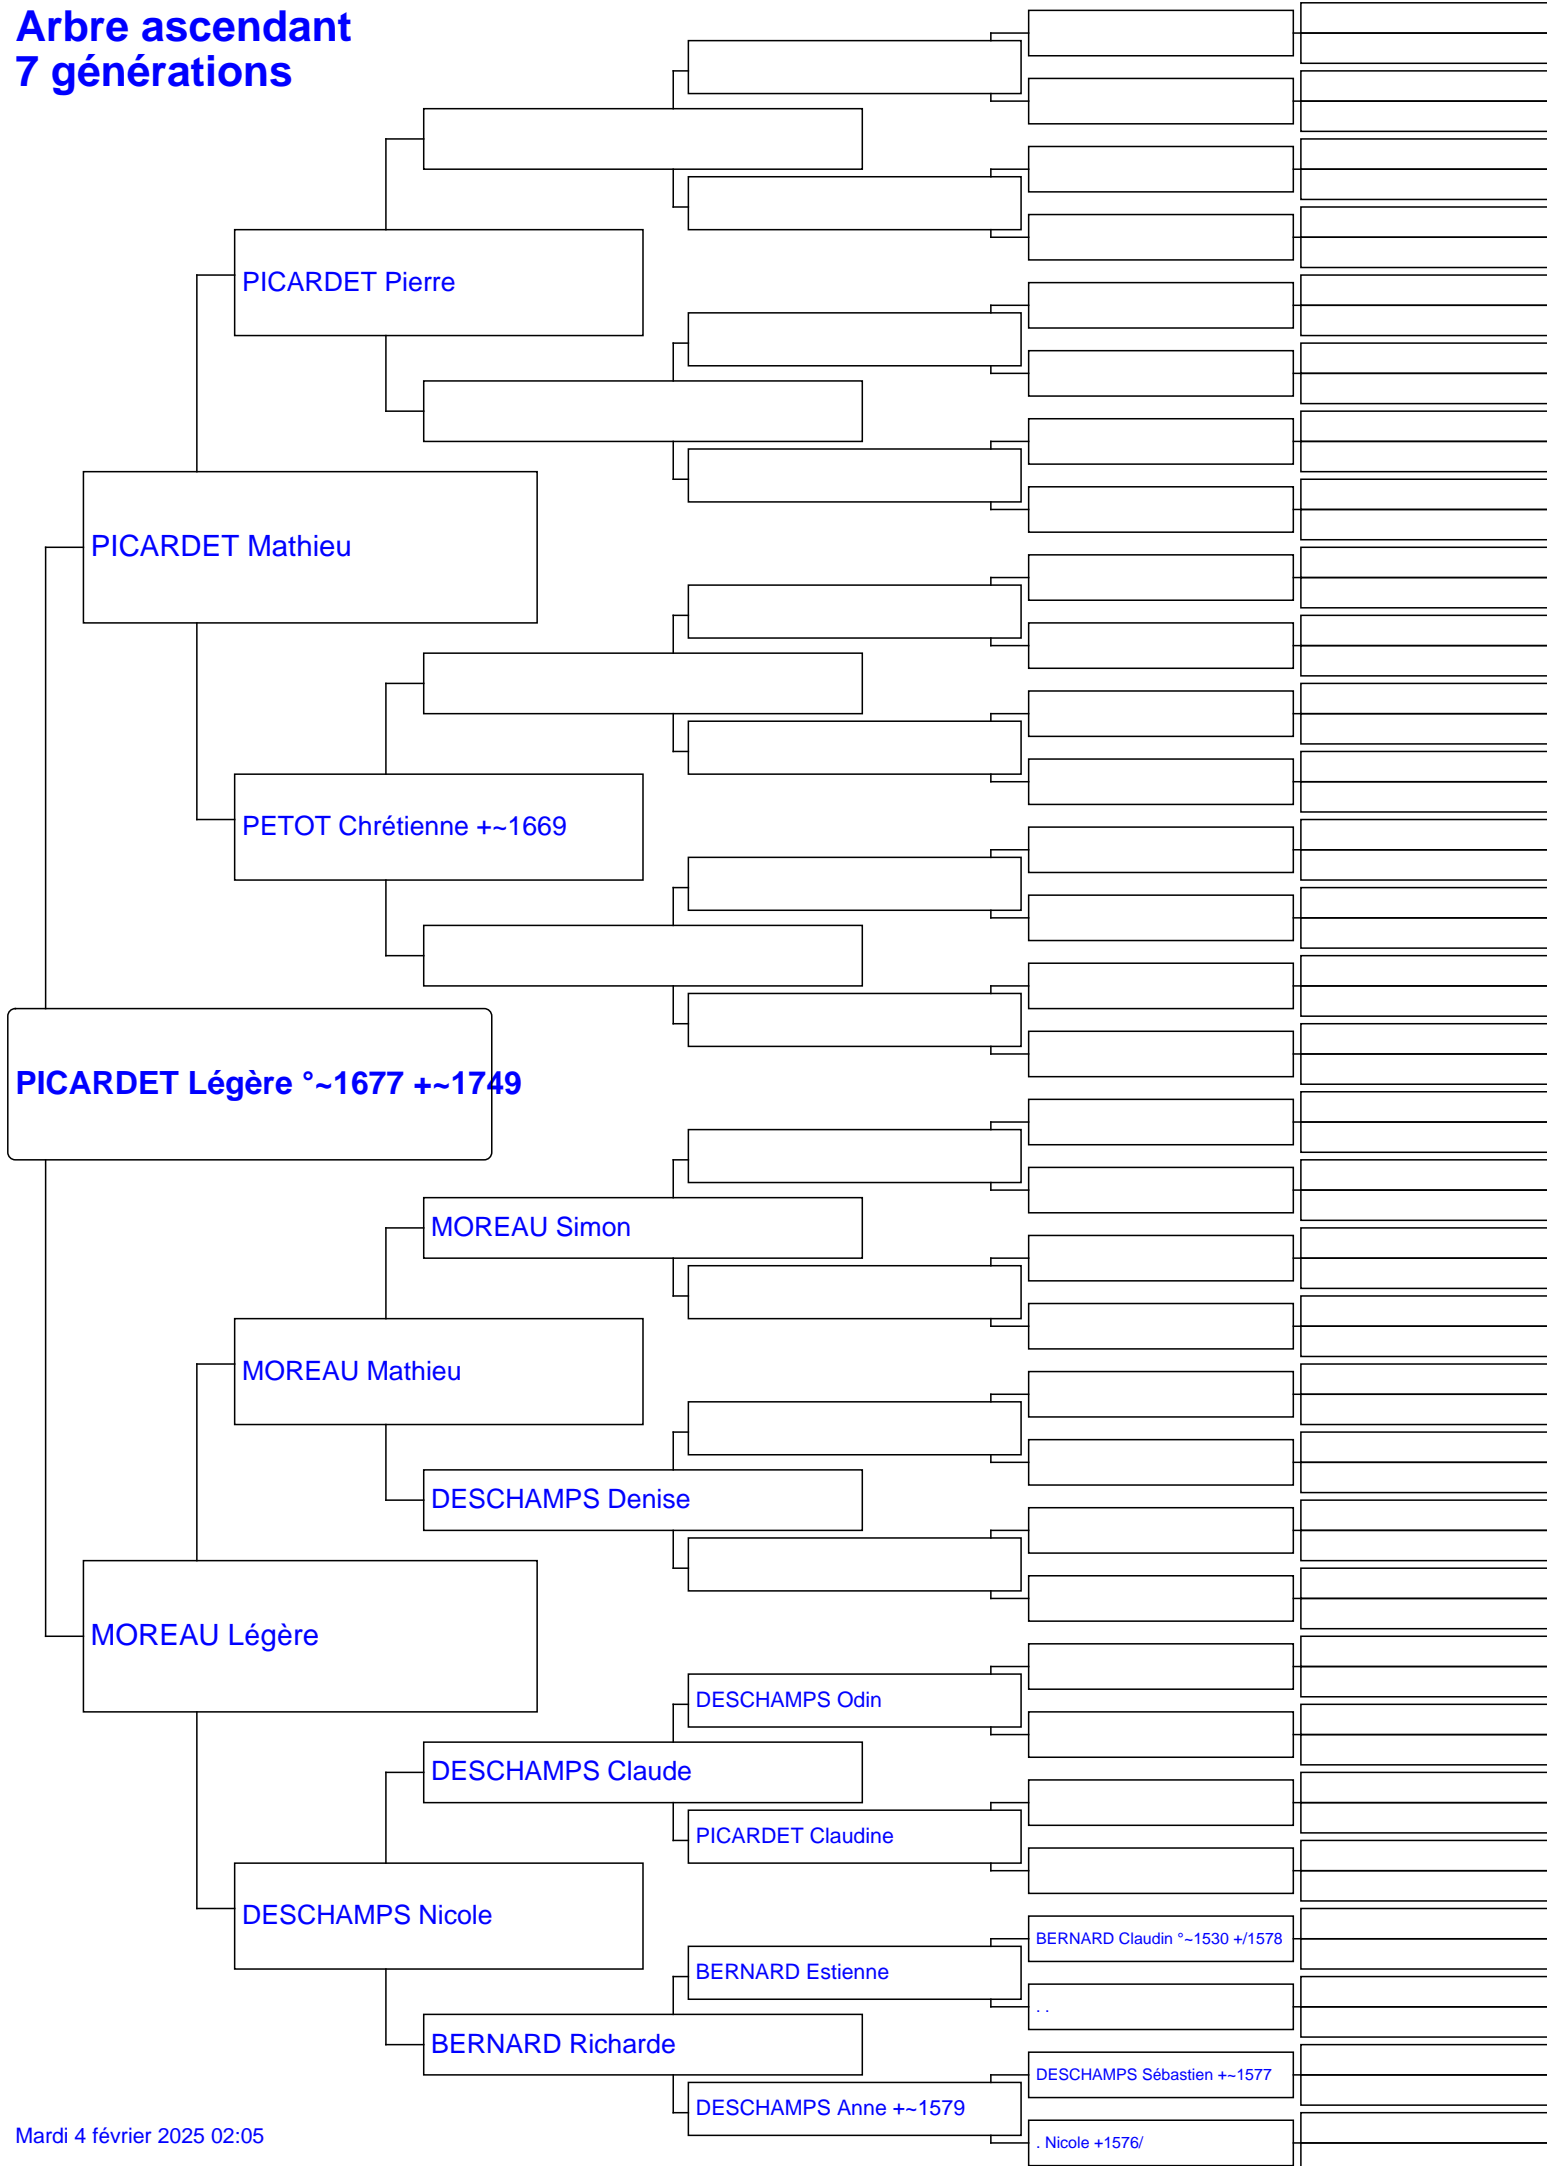 Arbre ascendant
7 générations
PICARDET Pierre
PICARDET Mathieu
PETOT Chrétienne +~1669
PICARDET Légère °~1677 +~1749
MOREAU Simon
MOREAU Mathieu
DESCHAMPS Denise
MOREAU Légère
DESCHAMPS Odin
DESCHAMPS Claude
PICARDET Claudine
DESCHAMPS Nicole
BERNARD Claudin °~1530 +/1578
BERNARD Estienne
. .
BERNARD Richarde
DESCHAMPS Sébastien +~1577
DESCHAMPS Anne +~1579
. Nicole +1576/
Mardi 4 février 2025 02:05